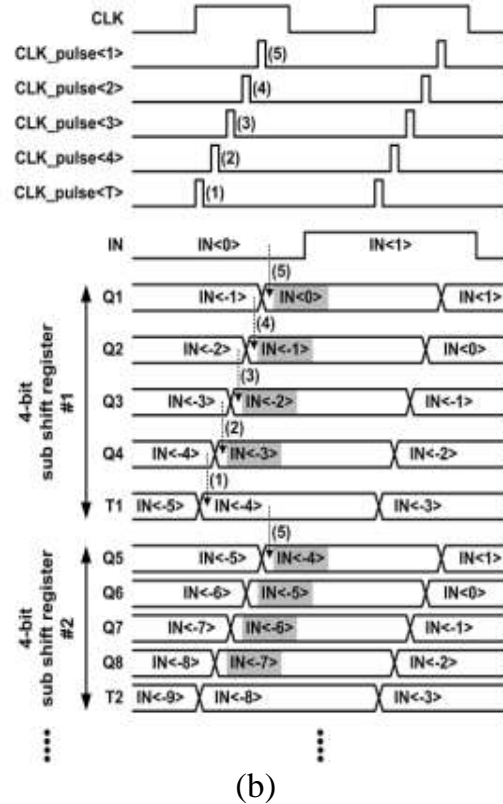 CLK
CLK_pulse<1> (5)
CLK_pulse<2> (4)
CLK_pulse<3> (3)
CLK_pulse<4> (2)
CLK_pulse<T> (1)
IN IN<0> IN<1>
(5)
Q1 IN<-1> IN<0> IN<1>
(4)
Q2 IN<-2> IN<-1> IN<0>
(3)
Q3 IN<-3> IN<-2> IN<-1>
(2)
Q4 IN<-4> IN<-3> IN<-2>
(1)
T1 IN<-5> IN<-4> IN<-3>
4-bit
sub shift register
#1
(5)
Q5 IN<-5> IN<-4> IN<1>
Q6 IN<-6> IN<-5> IN<0>
Q7 IN<-7> IN<-6> IN<-1>
Q8 IN<-8> IN<-7> IN<-2>
T2 IN<-9> IN<-8> IN<-3>
4-bit
sub shift register
#2
(b)